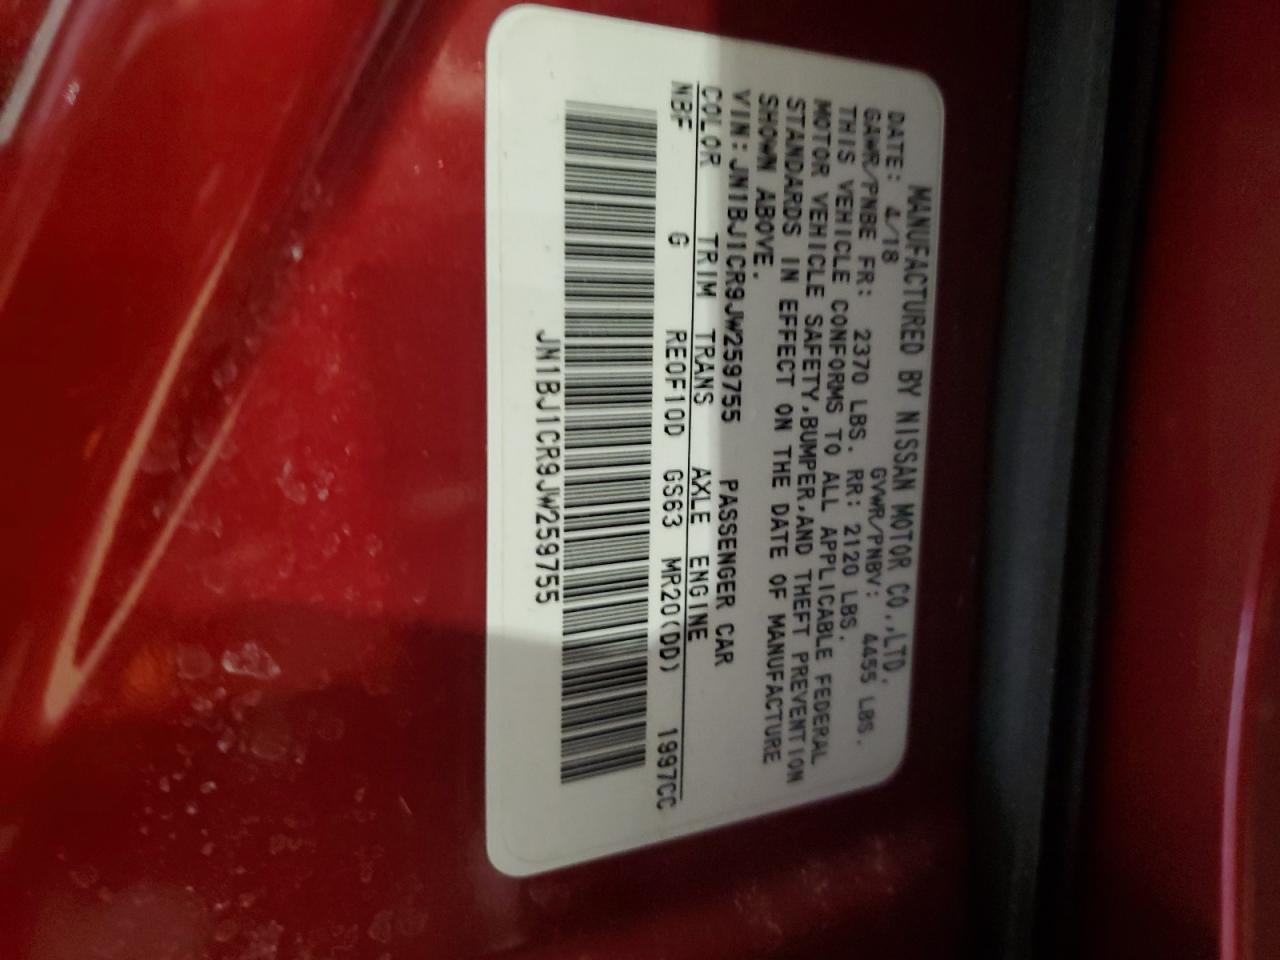 MANUFACTURED BY NISSAN MOTOR CO.,LTD.
DATE: 4/18 GVWR/PNBV: 4455 LBS.
GAWR/PNBE FR: 2370 LBS. RR: 2120 LBS.
THIS VEHICLE CONFORMS TO ALL APPLICABLE FEDERAL
MOTOR VEHICLE SAFETY,BUMPER,AND THEFT PREVENTION
STANDARDS IN EFFECT ON THE DATE OF MANUFACTURE
SHOWN ABOVE.
VIN:JN1BJ1CR9JW259755 PASSENGER CAR
COLOR TRIM TRANS AXLE ENGINE
NBF G RE0F10D GS63 MR20(DD) 1997CC
JN1BJ1CR9JW259755